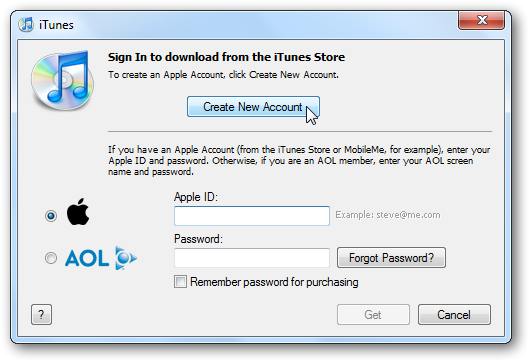 iTunes
Sign In to download from the iTunes Store
To create an Apple Account, click Create New Account.
Create New Account
If you have an Apple Account (from the iTunes Store or MobileMe, for example), enter your
Apple ID and password. Otherwise, if you are an AOL member, enter your AOL screen
name and password.
Apple ID:
Example: steve@me.com
AOL
Password:
Forgot Password?
Remember password for purchasing
?
Get
Cancel